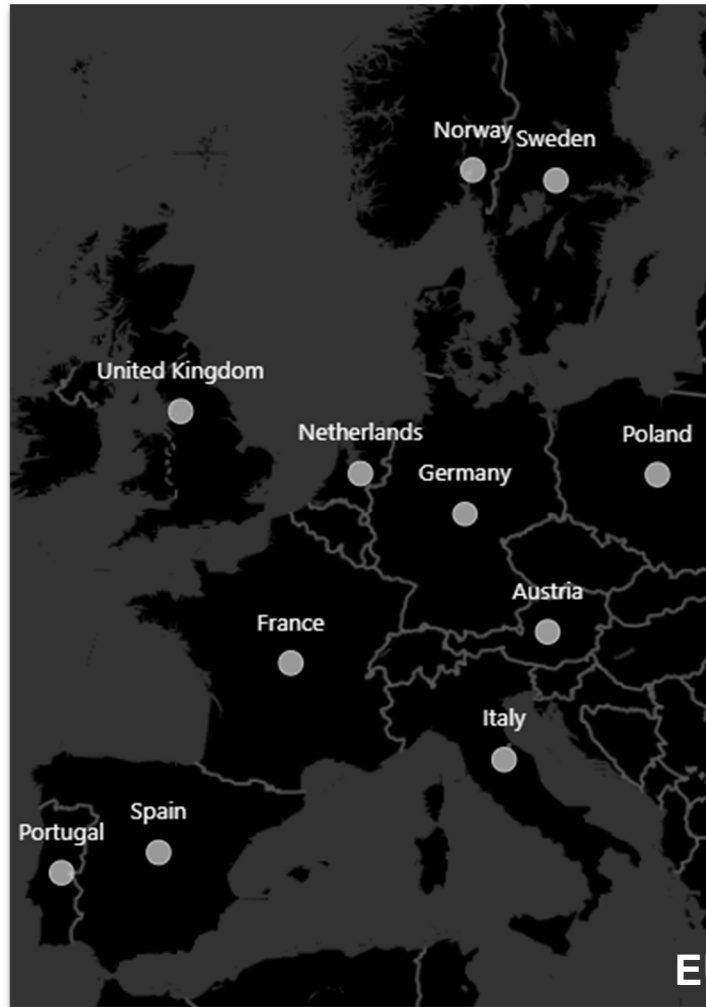 Norway
Sweden
United Kingdom
Netherlands
Poland
Germany
Austria
France
Italy
Spain
Portugal